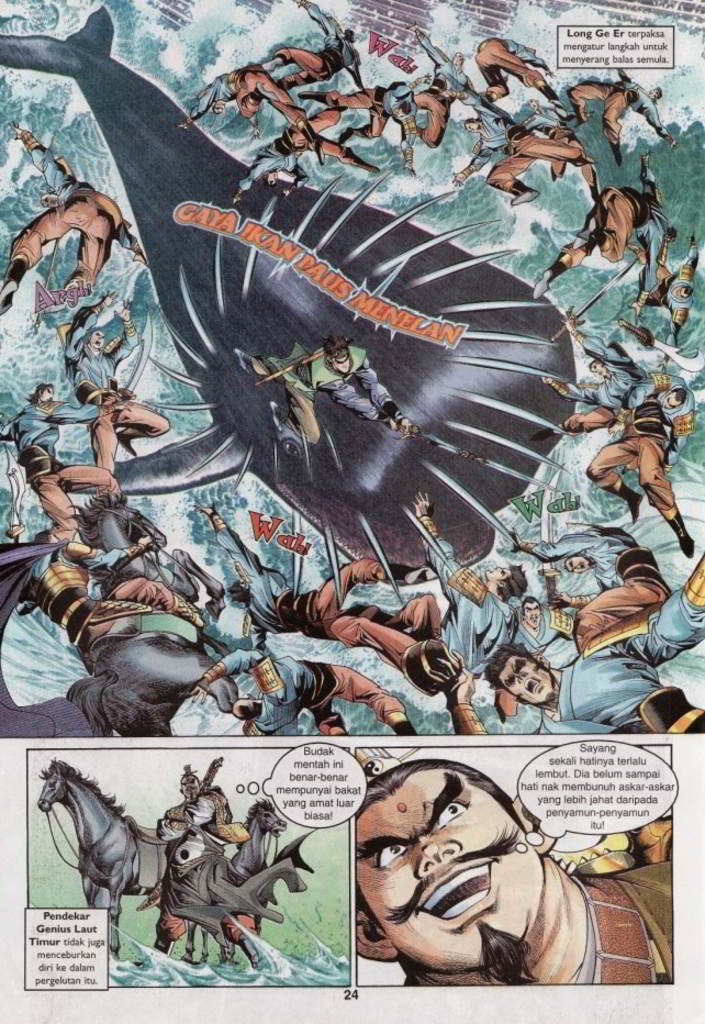 Long Ge Er terpaksa
mengatur langkah untuk
menyerang balas semula.
Wah!
GAYA IKAN PAUS MENELAN
Argh!
Wah!
Wah!
Budak
mentah ini
benar-benar
mempunyai bakat
yang amat luar
biasa!
Sayang
sekali hatinya terlalu
lembut. Dia belum sampai
hati nak membunuh askar-askar
yang lebih jahat daripada
penyamun-penyamun
itu!
Pendekar
Genius Laut
Timur tidak juga
menceburkan
diri ke dalam
pergelutan itu.
24